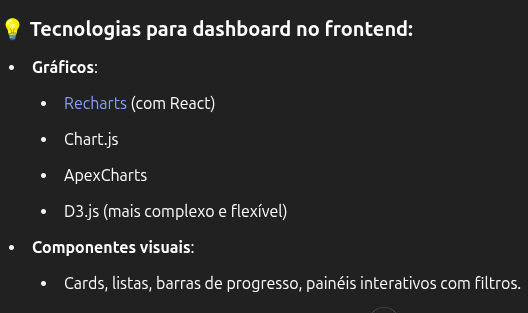 💡 Tecnologias para dashboard no frontend:
• Gráficos:
• Recharts (com React)
• Chart.js
• ApexCharts
• D3.js (mais complexo e flexível)
• Componentes visuais:
• Cards, listas, barras de progresso, painéis interativos com filtros.